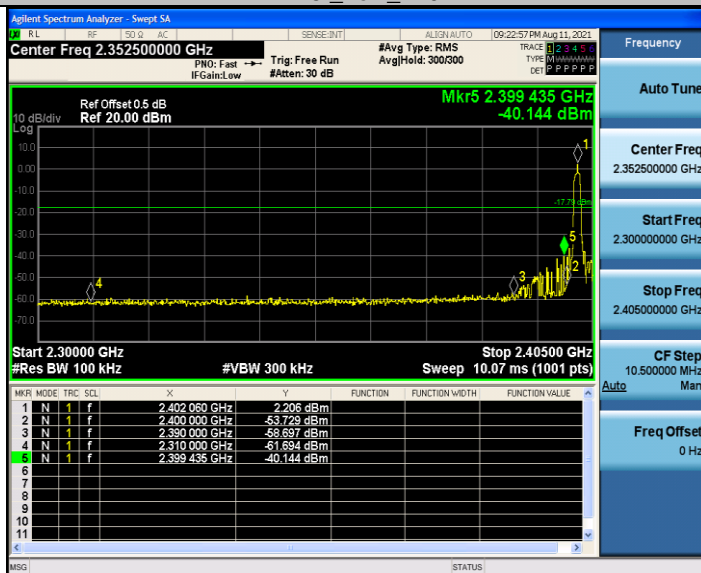 Agilent Spectrum Analyzer - Swept SA
RL RF 50 Ω AC SENSE:INT ALIGN AUTO 09:22:57 PM Aug 11, 2021
Center Freq 2.352500000 GHz
PNO: Fast
IFGain:Low
Trig: Free Run
#Atten: 30 dB
#Avg Type: RMS
Avg|Hold: 300/300
TRACE 1 2 3 4 5 6
TYPE M
DET P P P P P P
Frequency
Auto Tune
Center Freq
2.352500000 GHz
Start Freq
2.300000000 GHz
Stop Freq
2.405000000 GHz
CF Step
10.500000 MHz
Auto Man
Freq Offset
0 Hz
Mkr5 2.399 435 GHz
-40.144 dBm
Ref Offset 0.5 dB
10 dB/div Ref 20.00 dBm
Log
10.0
0.00
-10.0
-20.0
-30.0
-40.0
-50.0
-60.0
-70.0
1
-17.79 dBm
5
2
3
4
Start 2.30000 GHz Stop 2.40500 GHz
#Res BW 100 kHz #VBW 300 kHz Sweep 10.07 ms (1001 pts)
MKR MODE TRC SCL X Y FUNCTION FUNCTION WIDTH FUNCTION VALUE
1 N 1 f 2.402 060 GHz 2.206 dBm
2 N 1 f 2.400 000 GHz -53.729 dBm
3 N 1 f 2.390 000 GHz -58.697 dBm
4 N 1 f 2.310 000 GHz -61.694 dBm
5 N 1 f 2.399 435 GHz -40.144 dBm
6
7
8
9
10
11
MSG STATUS